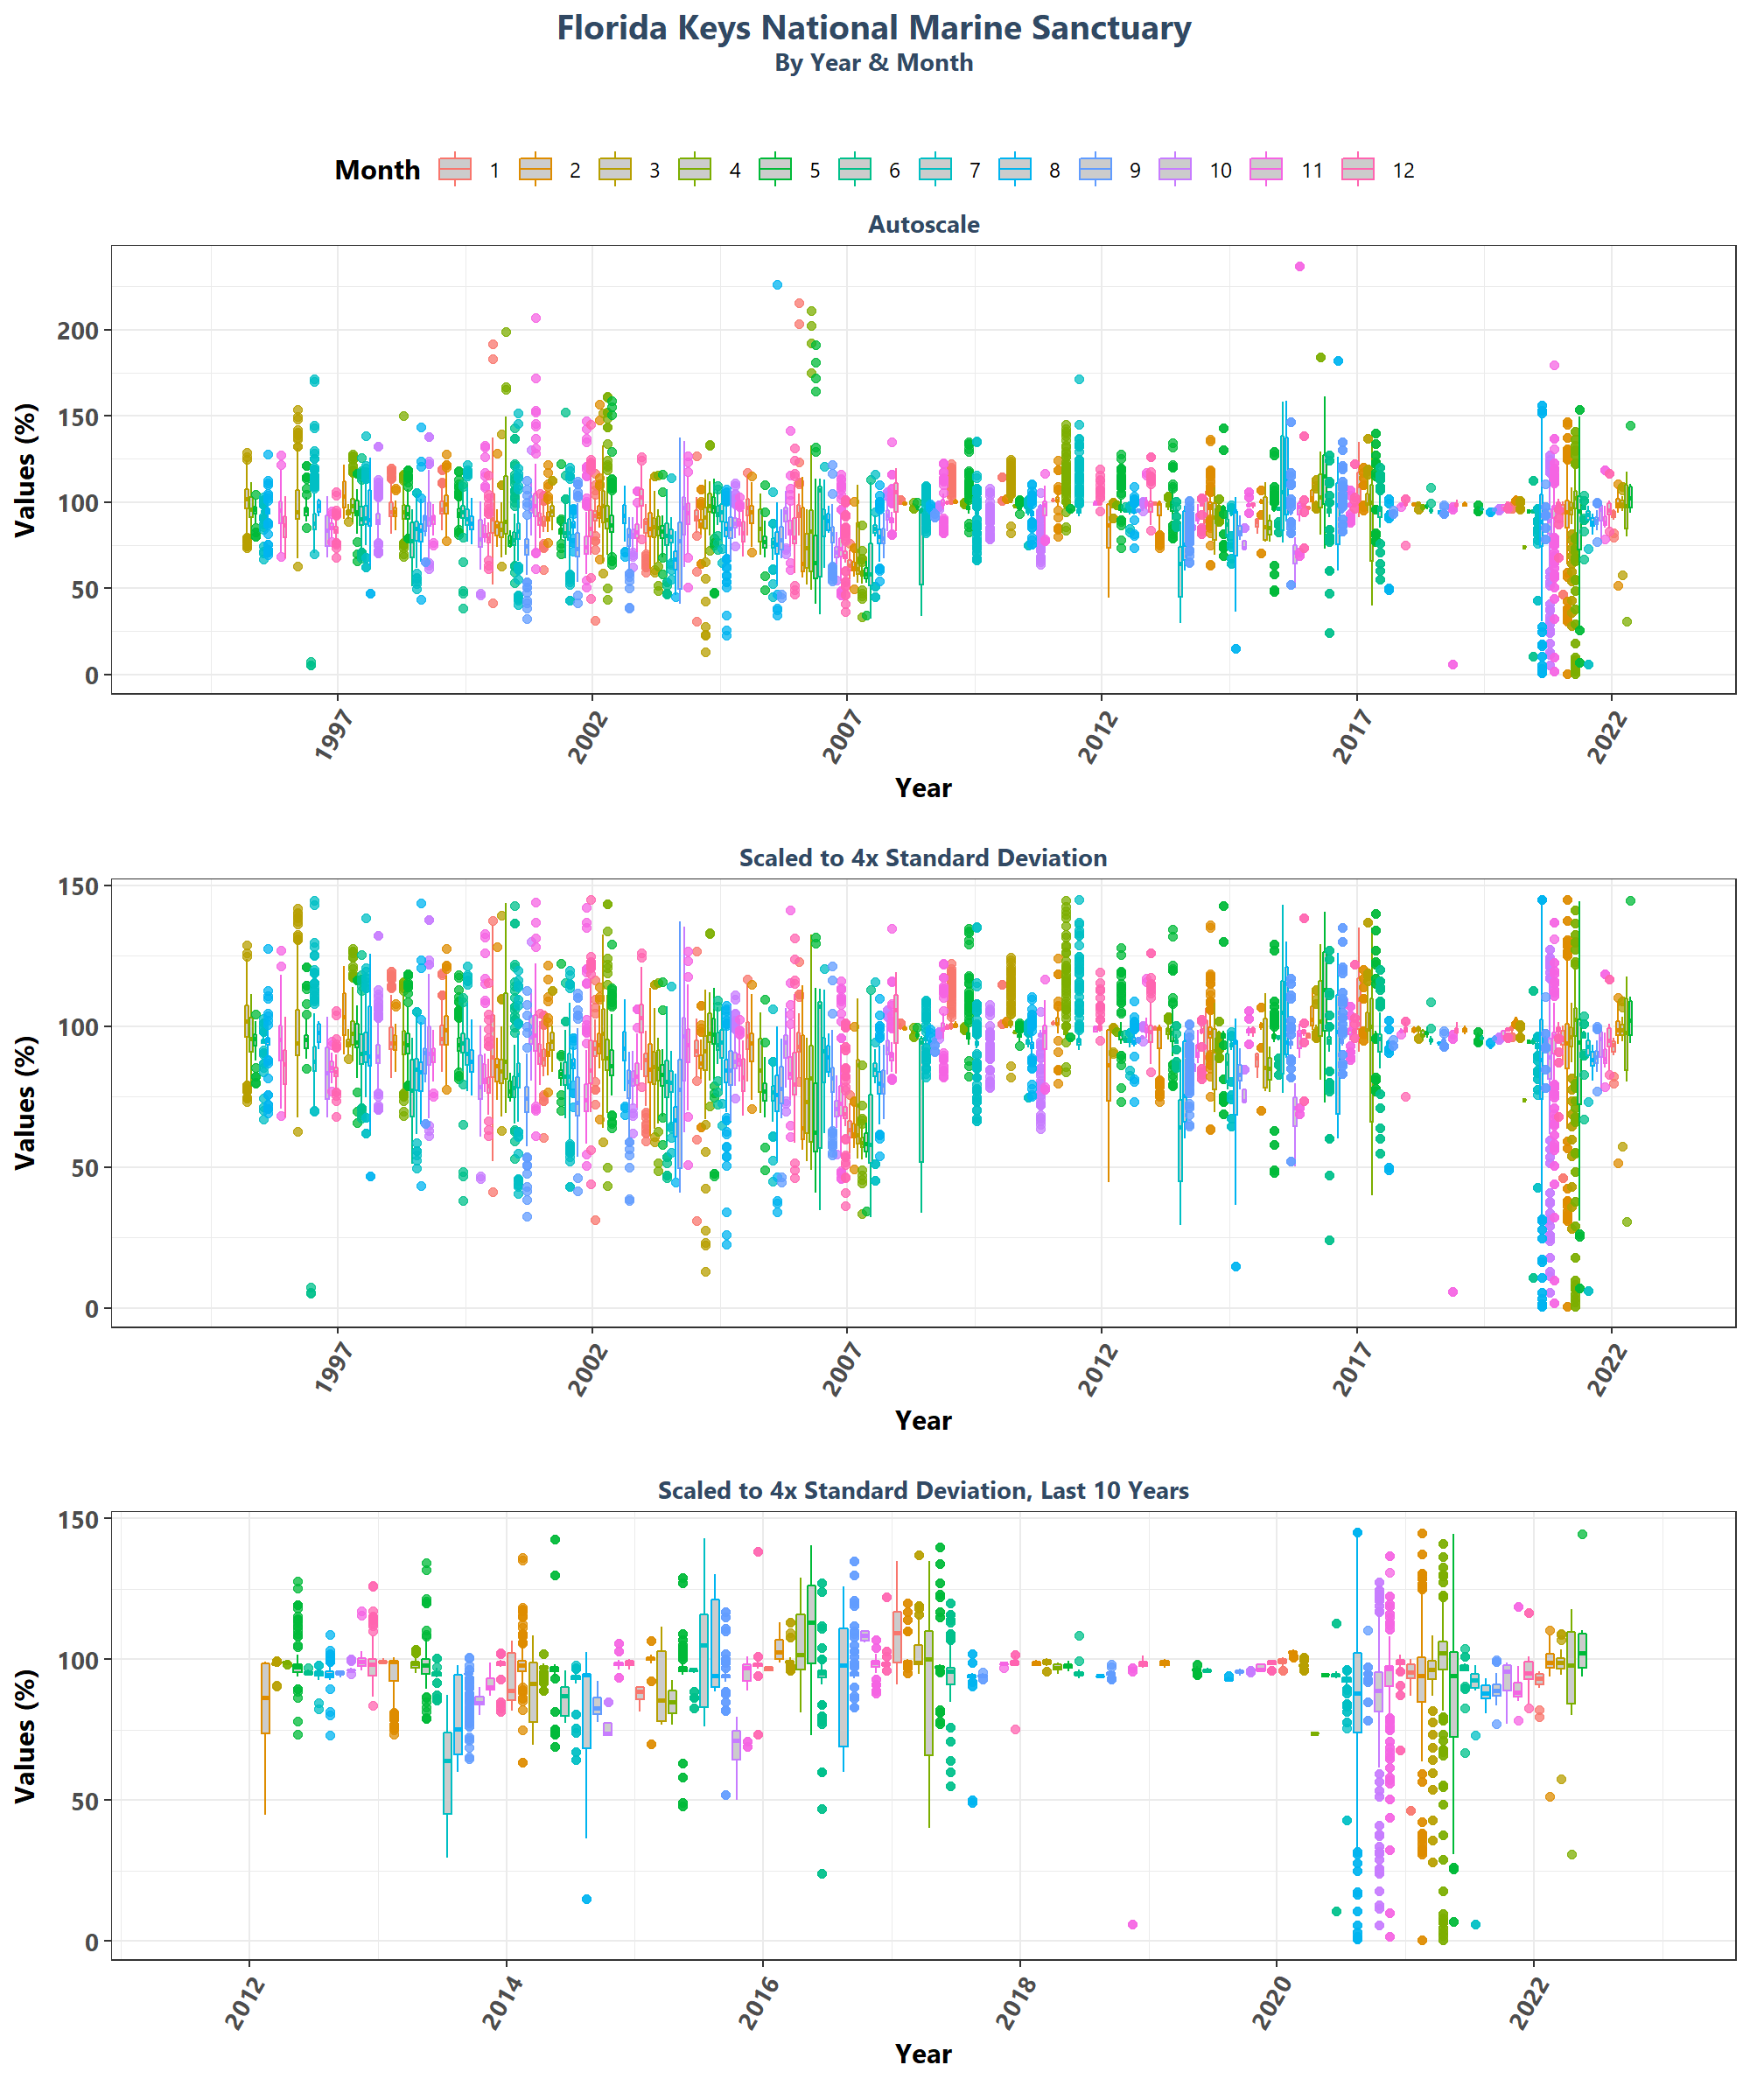 Florida Keys National Marine Sanctuary
By Year & Month
Month 1 2 3 4 5 6 7 8 9 10 11 12
Autoscale
Values (%)
200
150
100
50
0
1997 2002 2007 2012 2017 2022
Year
Scaled to 4x Standard Deviation
Values (%)
150
100
50
0
1997 2002 2007 2012 2017 2022
Year
Scaled to 4x Standard Deviation, Last 10 Years
Values (%)
150
100
50
0
2012 2014 2016 2018 2020 2022
Year